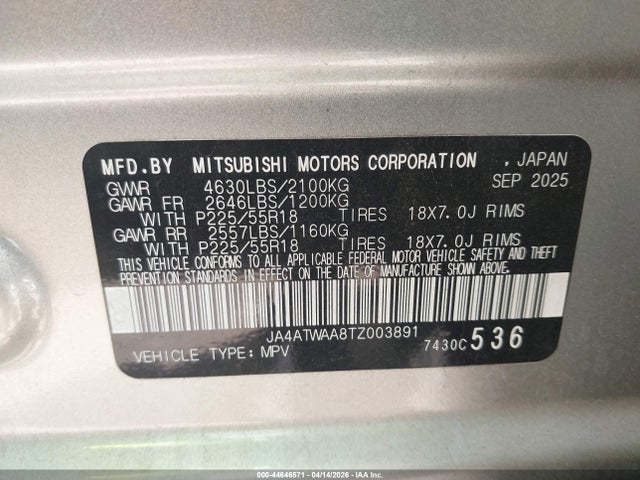 MFD.BY MITSUBISHI MOTORS CORPORATION , JAPAN
GVWR 4630LBS/2100KG SEP 2025
GAWR FR 2646LBS/1200KG
WITH P225/55R18 TIRES 18X7.0J RIMS
GAWR RR 2557LBS/1160KG
WITH P225/55R18 TIRES 18X7.0J RIMS
THIS VEHICLE CONFORMS TO ALL APPLICABLE FEDERAL MOTOR VEHICLE SAFETY AND THEFT
PREVENTION STANDARDS IN EFFECT ON THE DATE OF MANUFACTURE SHOWN ABOVE.
JA4ATWAA8TZ003891 7430C 536
VEHICLE TYPE: MPV
000-44646571 - 04/14/2026 - IAA Inc.